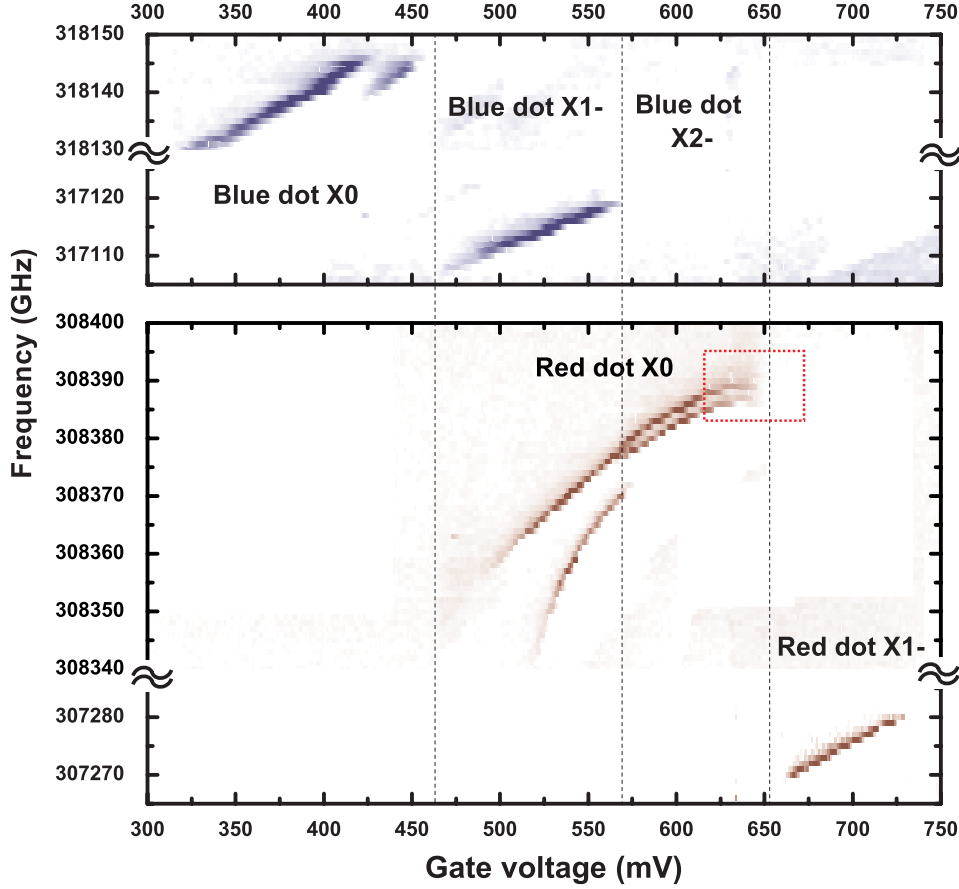 300 350 400 450 500 550 600 650 700 750
318150
318140
318130
317120
317110
Blue dot X1-
Blue dot
X2-
Blue dot X0
308400
308390
308380
308370
308360
308350
308340
307280
307270
Red dot X0
Red dot X1-
Frequency (GHz)
300 350 400 450 500 550 600 650 700 750
Gate voltage (mV)